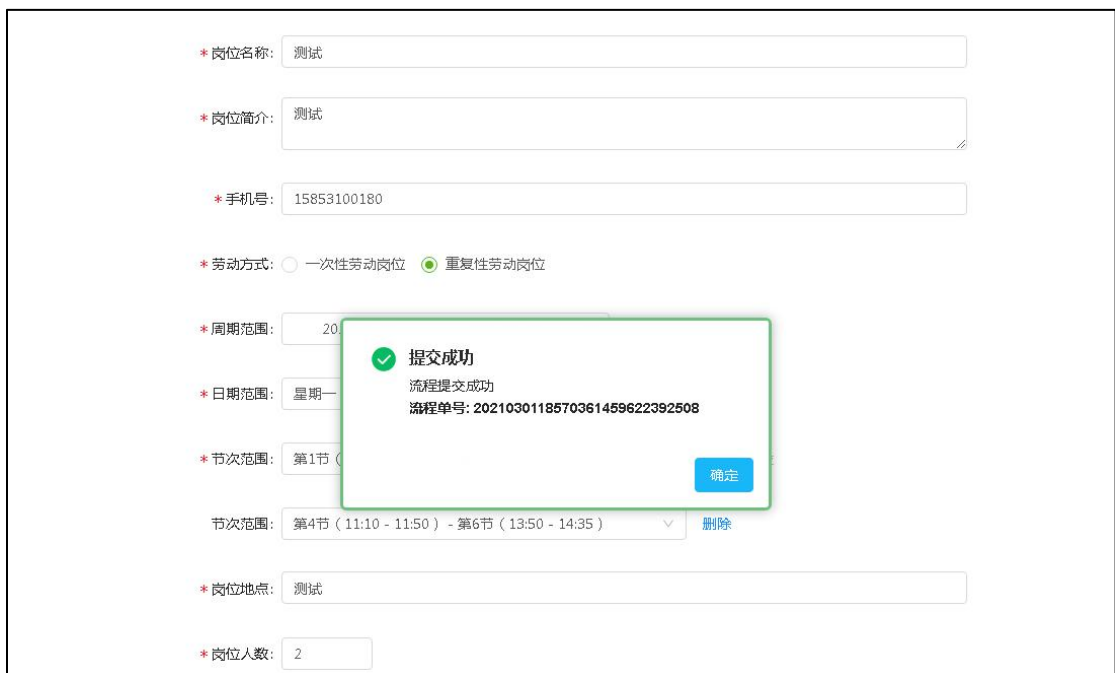 *岗位名称: 测试
*岗位简介: 测试
*手机号: 15853100180
*劳动方式: 一次性劳动岗位 重复性劳动岗位
*周期范围: 20
提交成功
流程提交成功
*日期范围: 星期一
流程单号: 2021030118570361459622392508
*节次范围: 第1节 (
确定
节次范围: 第4节 ( 11:10 - 11:50 ) - 第6节 ( 13:50 - 14:35 ) 删除
*岗位地点: 测试
*岗位人数: 2